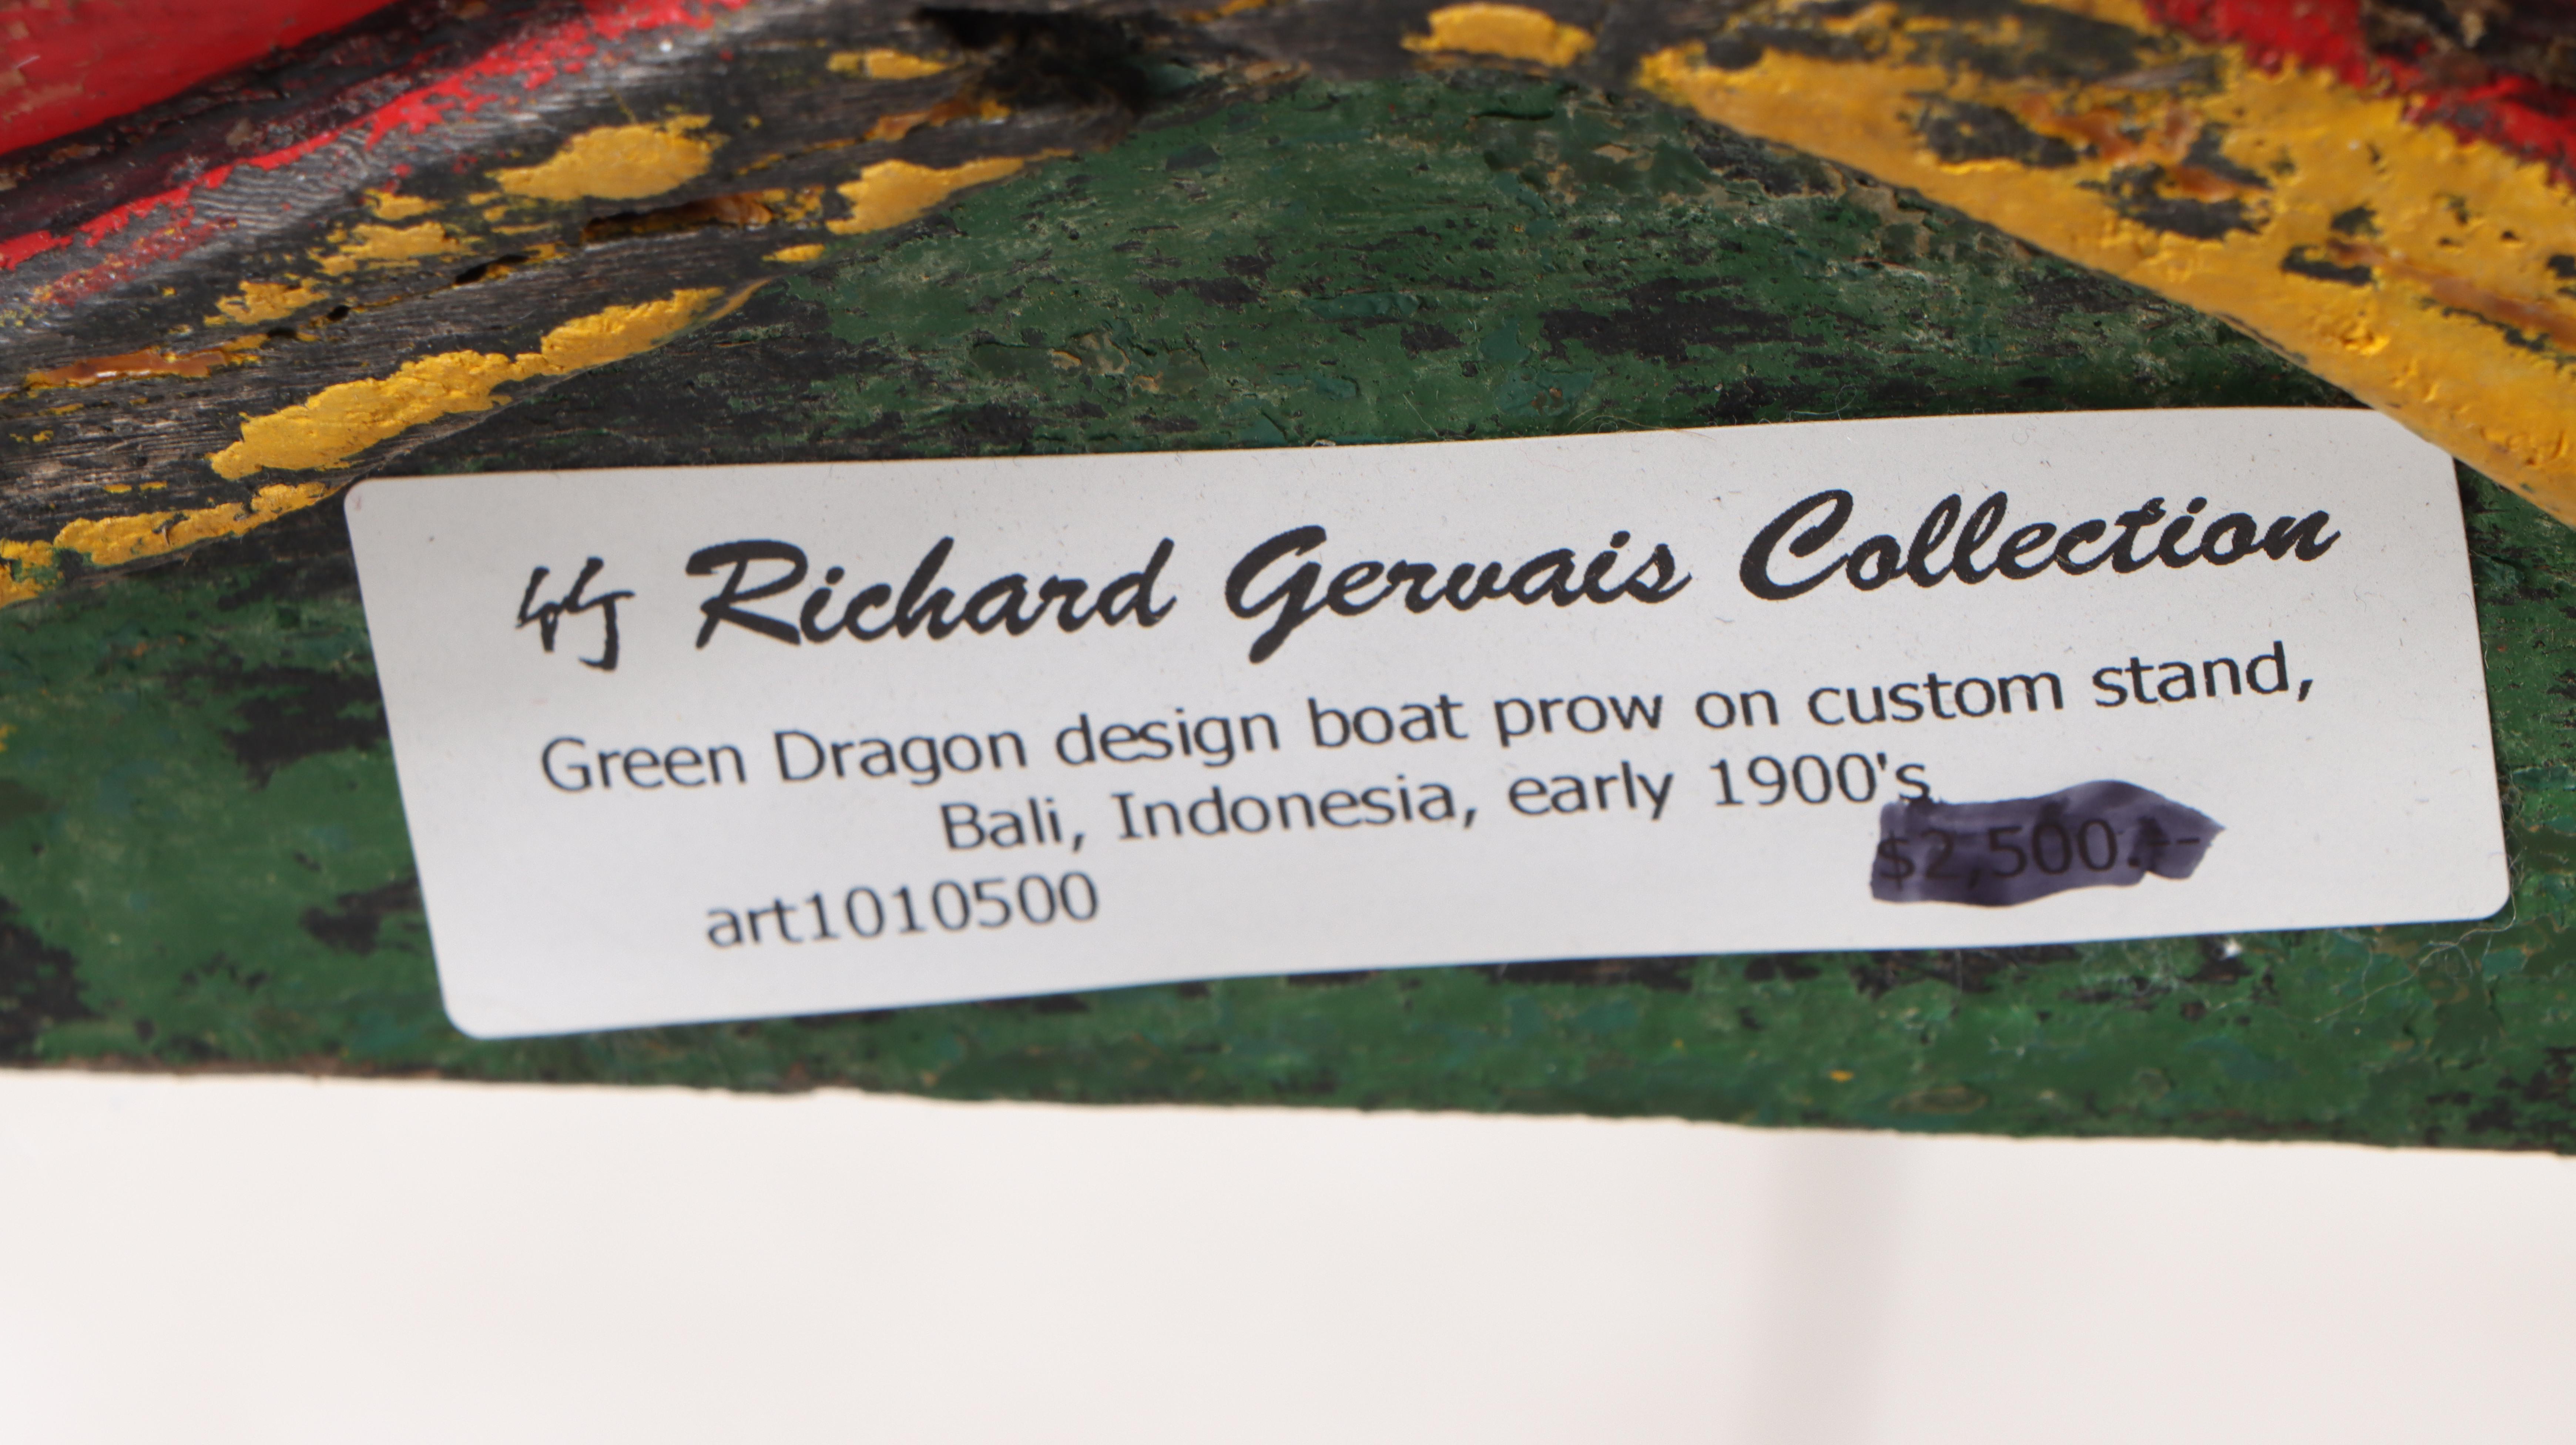 Richard Gervais Collection
Green Dragon design boat prow on custom stand,
Bali, Indonesia, early 1900's
$2,500.--
art1010500